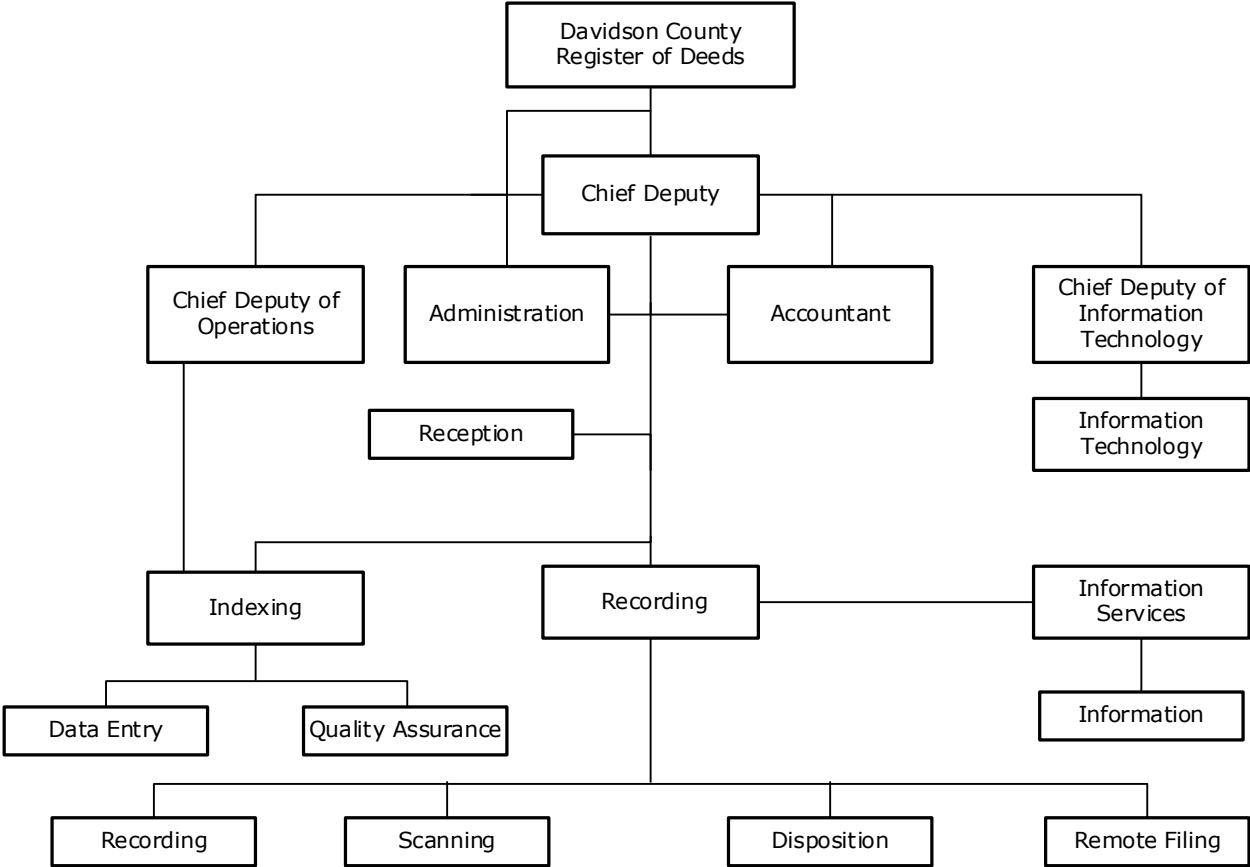 Davidson County
Register of Deeds
Chief Deputy
Chief Deputy of
Operations
Administration
Accountant
Chief Deputy of
Information
Technology
Reception
Information
Technology
Indexing
Recording
Information
Services
Data Entry
Quality Assurance
Information
Recording
Scanning
Disposition
Remote Filing